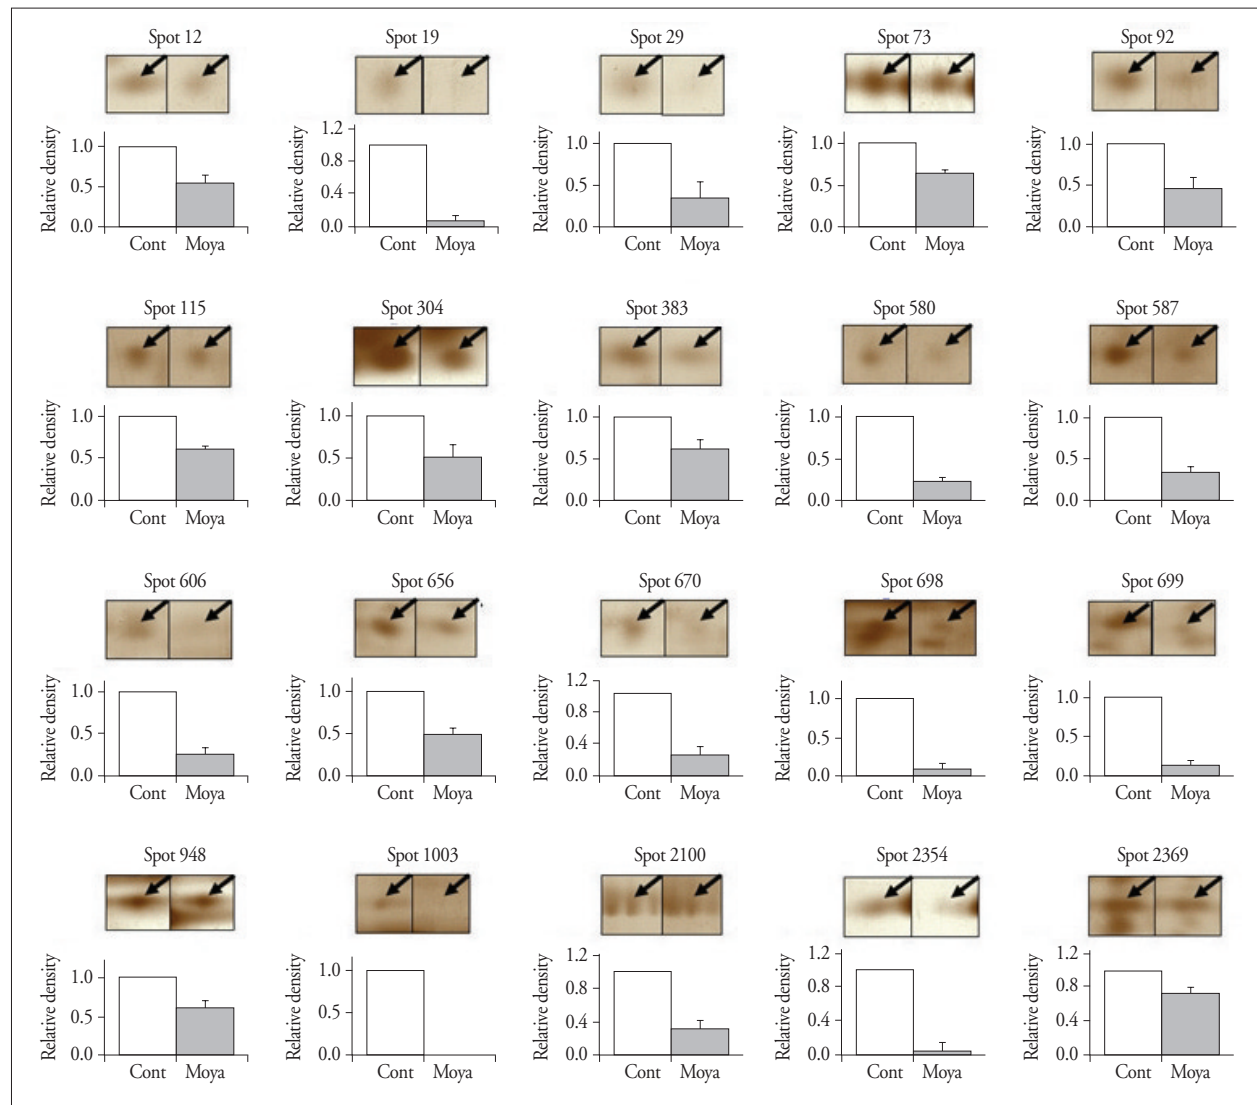 Spot 12 Spot 19 Spot 29 Spot 73 Spot 92
Relative density 1.0 0.5 0.0 Cont Moya
Relative density 1.2 0.8 0.4 0.0 Cont Moya
Relative density 1.0 0.5 0.0 Cont Moya
Relative density 1.0 0.5 0.0 Cont Moya
Relative density 1.0 0.5 0.0 Cont Moya
Spot 115 Spot 304 Spot 383 Spot 580 Spot 587
Relative density 1.0 0.5 0.0 Cont Moya
Relative density 1.0 0.5 0.0 Cont Moya
Relative density 1.0 0.5 0.0 Cont Moya
Relative density 1.0 0.5 0.0 Cont Moya
Relative density 1.0 0.5 0.0 Cont Moya
Spot 606 Spot 656 Spot 670 Spot 698 Spot 699
Relative density 1.0 0.5 0.0 Cont Moya
Relative density 1.0 0.5 0.0 Cont Moya
Relative density 1.2 0.8 0.4 0.0 Cont Moya
Relative density 1.0 0.5 0.0 Cont Moya
Relative density 1.0 0.5 0.0 Cont Moya
Spot 948 Spot 1003 Spot 2100 Spot 2354 Spot 2369
Relative density 1.0 0.5 0.0 Cont Moya
Relative density 1.0 0.5 0.0 Cont Moya
Relative density 1.2 0.8 0.4 0.0 Cont Moya
Relative density 1.2 0.8 0.4 0.0 Cont Moya
Relative density 1.2 0.8 0.4 0.0 Cont Moya